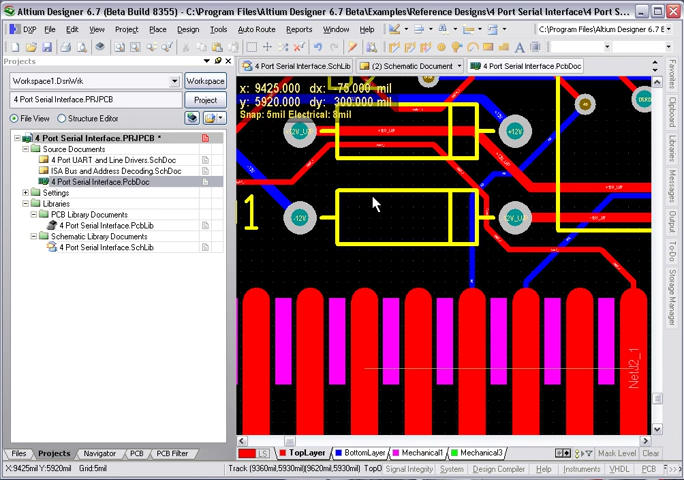 Altium Designer 6.7 (Beta Build 8355) - C:\Program Files\Altium Designer 6.7 Beta\Examples\Reference Designs\4 Port Serial Interface\4 Port S...
DXP File Edit View Project Place Design Tools Auto Route Reports Window Help C:\Program Files\Altium Designer 6.7 E
Projects
4 Port Serial Interface.SchLib (2) Schematic Document 4 Port Serial Interface.PcbDoc
Workspace1.DsnWrk Workspace
4 Port Serial Interface.PRJPCB Project
File View Structure Editor
4 Port Serial Interface.PRJPCB *
Source Documents
4 Port UART and Line Drivers.SchDoc
ISA Bus and Address Decoding.SchDoc
4 Port Serial Interface.PcbDoc
Settings
Libraries
PCB Library Documents
4 Port Serial Interface.PcbLib
Schematic Library Documents
4 Port Serial Interface.SchLib
x: 9425.000 dx: -75.000 mil
y: 5920.000 dy: 300.000 mil
Snap: 5mil Electrical: 8mil
+12V
1
-12V
NetJ2_1
Favorites
Clipboard
Libraries
Messages
Output
To-Do
Storage Manager
Files Projects Navigator PCB PCB Filter
LS TopLayer BottomLayer Mechanical1 Mechanical3 Mask Level Clear
X:9425mil Y:5920mil Grid:5mil Track (9360mil,5930mil)(9620mil,5930mil) TopO Signal Integrity System Design Compiler Help Instruments VHDL PCB